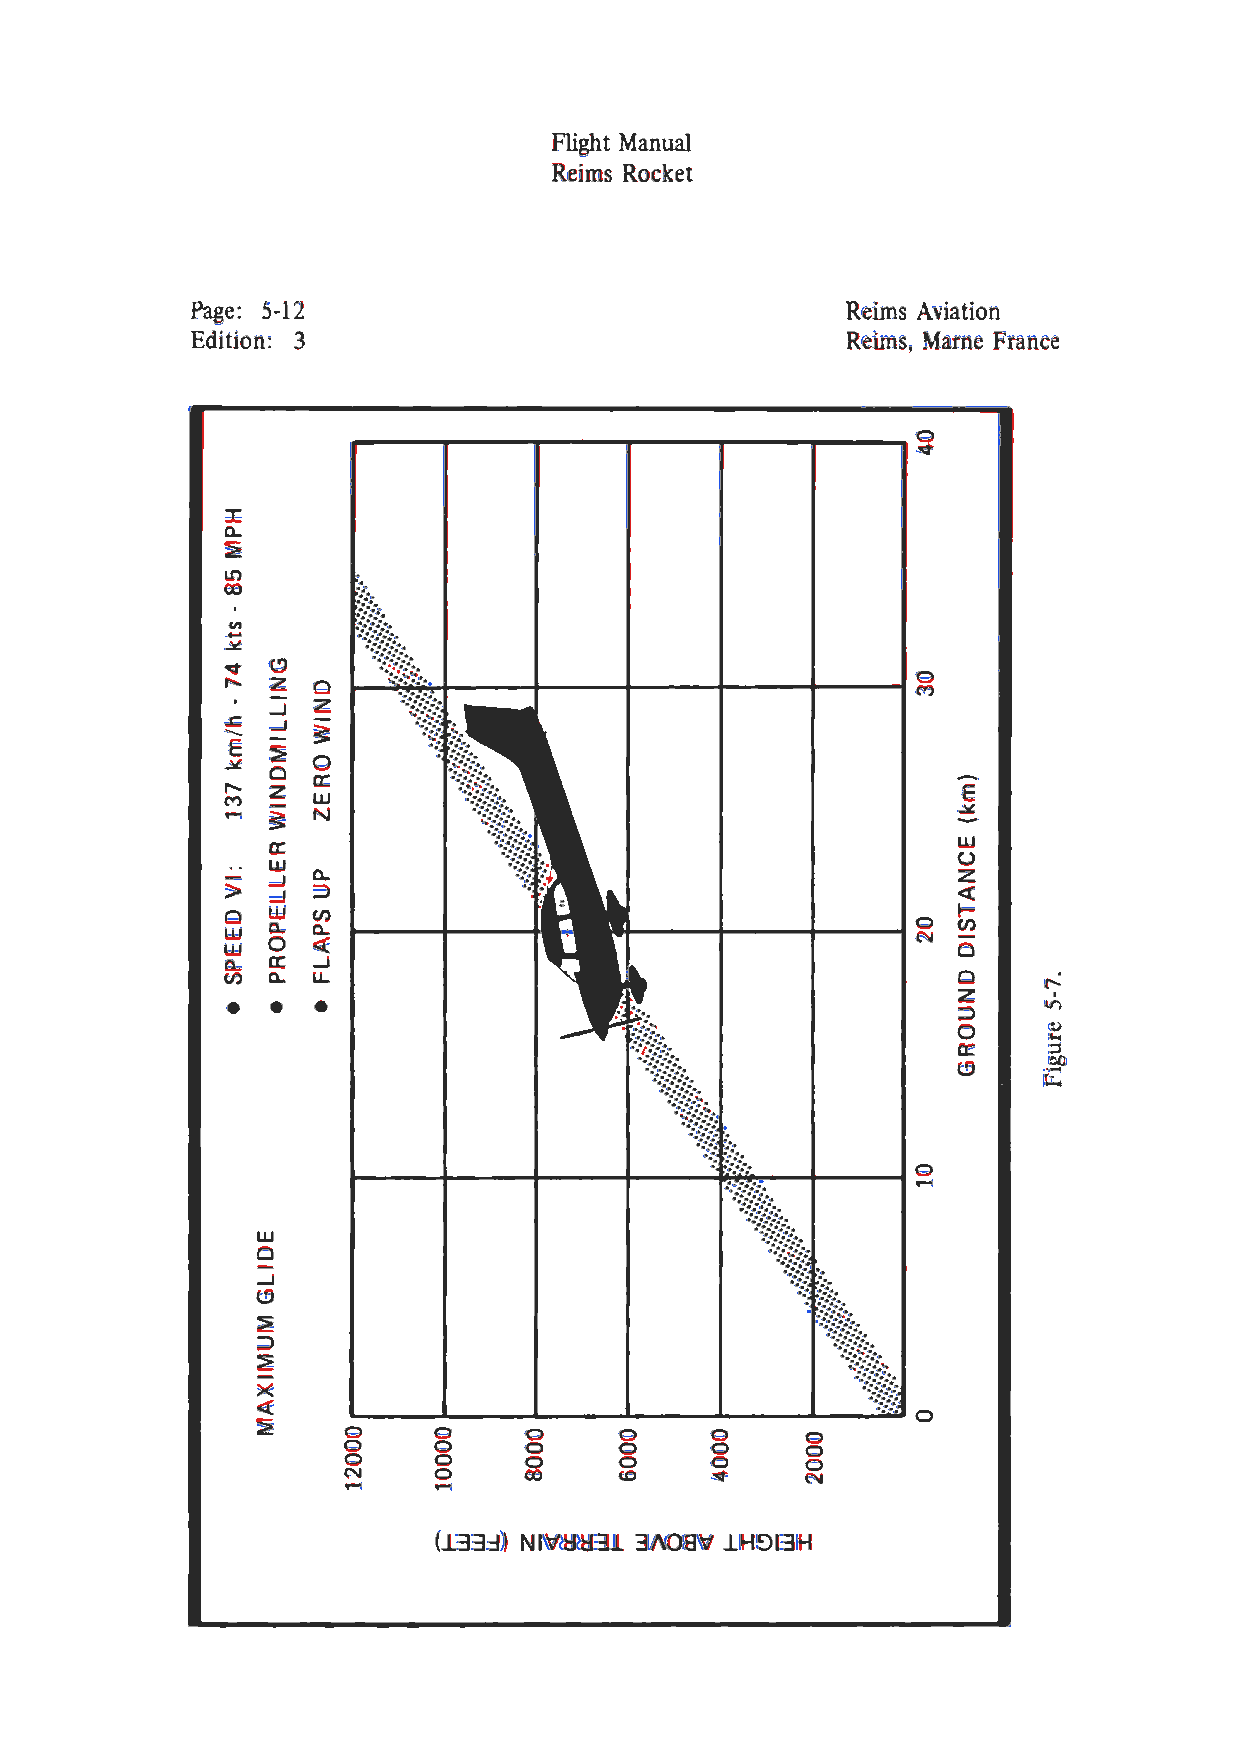 Flight Manual
Reims Rocket
Page: 5-12
Edition: 3
Reims Aviation
Reims, Marne France
MAXIMUM GLIDE
● SPEED VI: 137 km/h - 74 kts - 85 MPH
● PROPELLER WINDMILLING
● FLAPS UP ZERO WIND
HEIGHT ABOVE TERRAIN (FEET)
12000
10000
8000
6000
4000
2000
0
10
20
30
40
GROUND DISTANCE (km)
Figure 5-7.